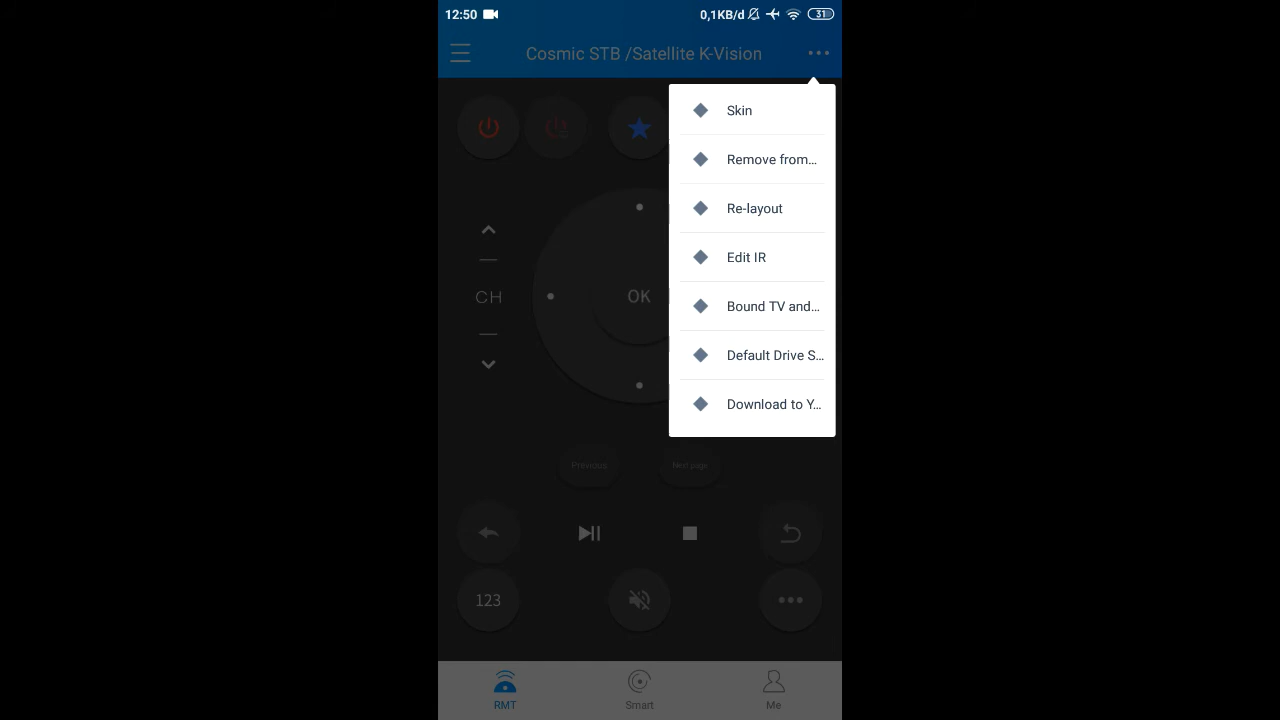 12:50
0,1KB/d
31
Cosmic STB /Satellite K-Vision
Skin
Remove from...
Re-layout
Edit IR
Bound TV and...
Default Drive S...
Download to Y...
CH
OK
Previous
Next page
123
RMT
Smart
Me